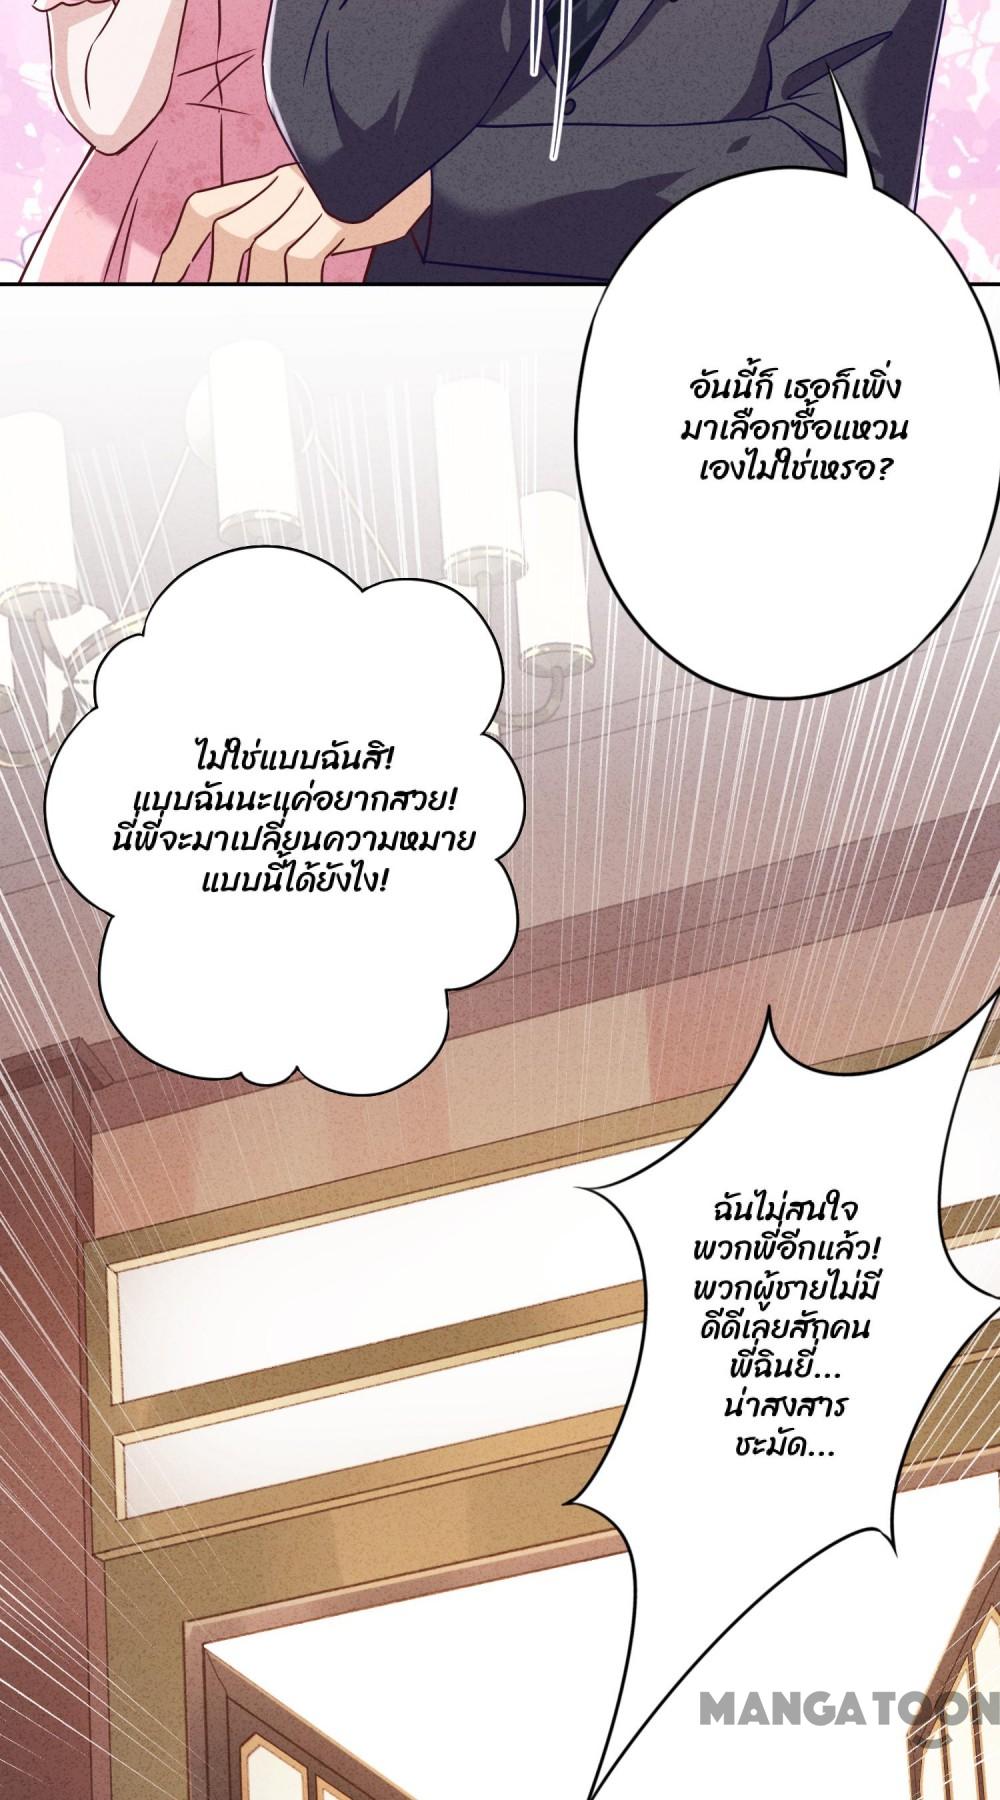 อันนี้ก็ เธอก็เพิ่ง
มาเลือกซื้อแหวน
เองไม่ใช่เหรอ?
ไม่ใช่แบบฉันสิ!
แบบฉันนะแค่อยากสวย!
นี่พี่จะมาเปลี่ยนความหมาย
แบบนี้ได้ยังไง!
ฉันไม่สนใจ
พวกพี่อีกแล้ว!
พวกผู้ชายไม่มี
ดีดีเลยสักคน
พี่ฉินยี่...
น่าสงสาร
ชะมัด...
MANGATOON